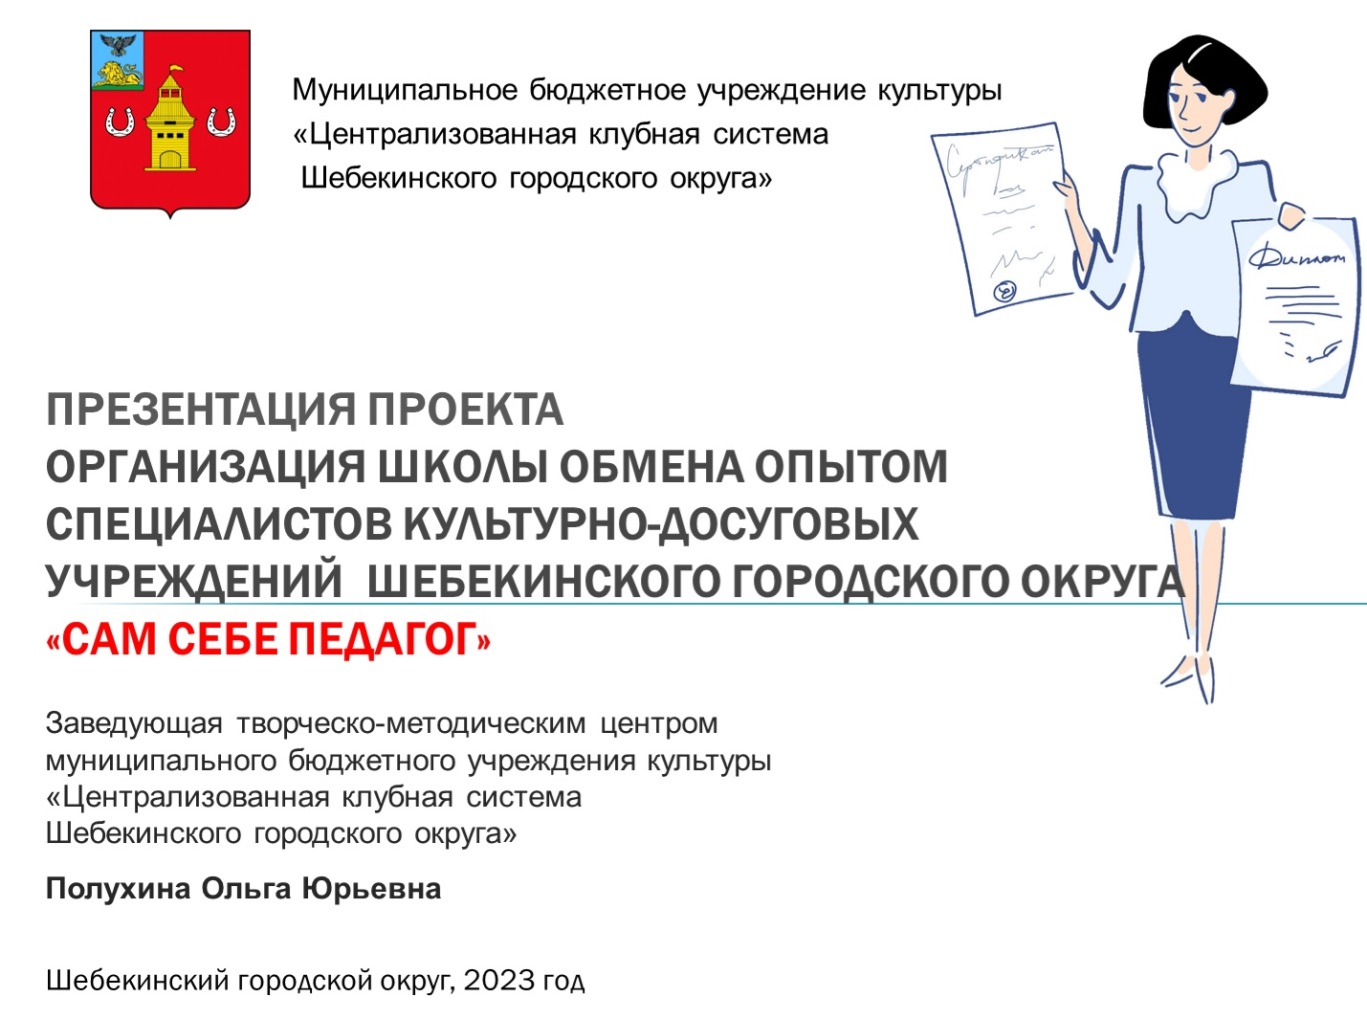 Муниципальное бюджетное учреждение культуры
«Централизованная клубная система
Шебекинского городского округа»
Сертификат
Диплом
ПРЕЗЕНТАЦИЯ ПРОЕКТА
ОРГАНИЗАЦИЯ ШКОЛЫ ОБМЕНА ОПЫТОМ
СПЕЦИАЛИСТОВ КУЛЬТУРНО-ДОСУГОВЫХ
УЧРЕЖДЕНИЙ ШЕБЕКИНСКОГО ГОРОДСКОГО ОКРУГА
«САМ СЕБЕ ПЕДАГОГ»
Заведующая творческо-методическим центром
муниципального бюджетного учреждения культуры
«Централизованная клубная система
Шебекинского городского округа»
Полухина Ольга Юрьевна
Шебекинский городской округ, 2023 год